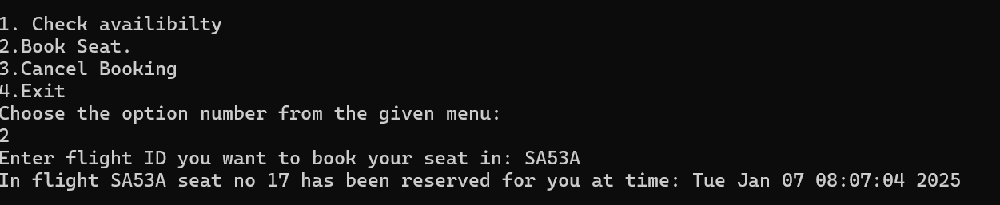 1. Check availibilty
2.Book Seat.
3.Cancel Booking
4.Exit
Choose the option number from the given menu:
2
Enter flight ID you want to book your seat in: SA53A
In flight SA53A seat no 17 has been reserved for you at time: Tue Jan 07 08:07:04 2025